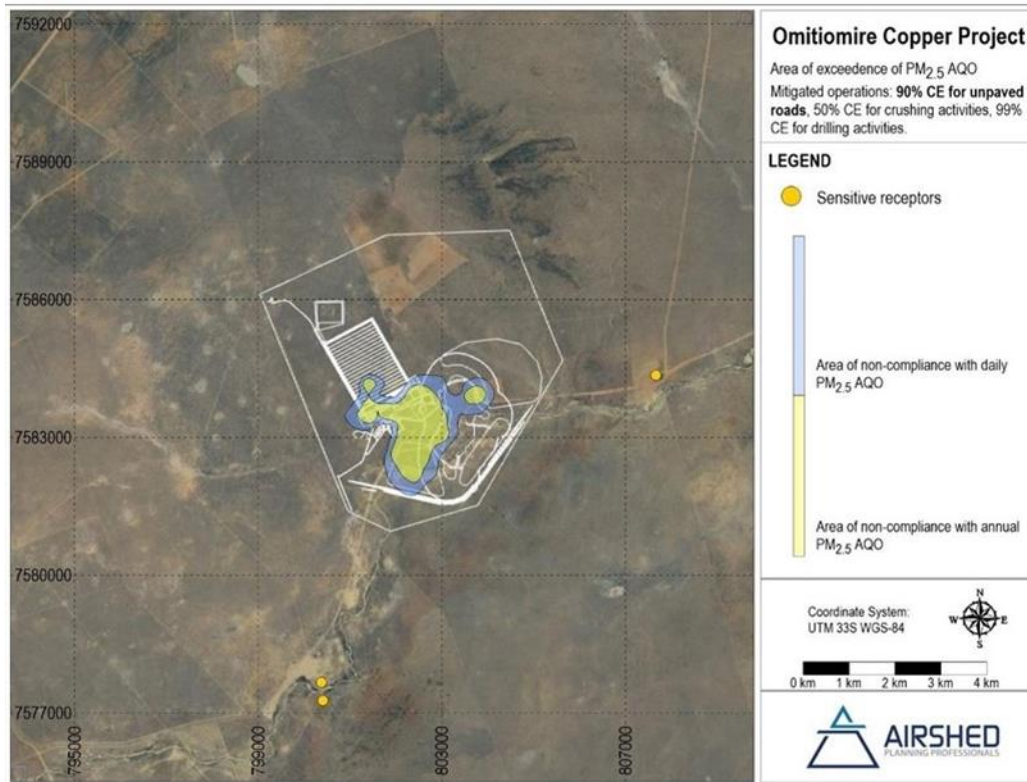 7592000
7589000
7586000
7583000
7580000
7577000
795000
799000
803000
807000
Omitiomire Copper Project
Area of exceedence of PM2.5 AQO
Mitigated operations: 90% CE for unpaved
roads, 50% CE for crushing activities, 99%
CE for drilling activities.
LEGEND
Sensitive receptors
Area of non-compliance with daily
PM2.5 AQO
Area of non-compliance with annual
PM2.5 AQO
Coordinate System:
UTM 33S WGS-84
N
W E
S
0 km 1 km 2 km 3 km 4 km
AIRSHED
PLANNING PROFESSIONALS